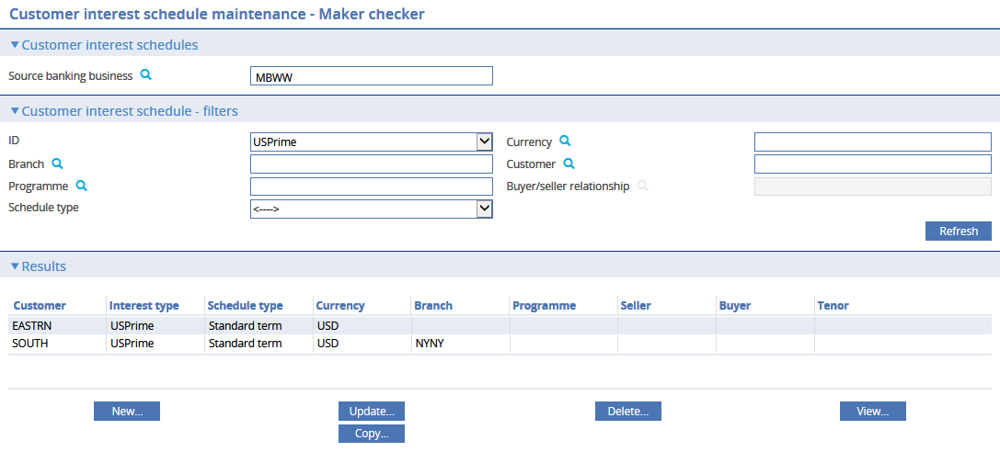 Customer interest schedule maintenance - Maker checker
Customer interest schedules
Source banking business MBWW
Customer interest schedule - filters
ID USPrime Currency
Branch Customer
Programme Buyer/seller relationship
Schedule type <---->
Refresh
Results
Customer Interest type Schedule type Currency Branch Programme Seller Buyer Tenor
EASTRN USPrime Standard term USD
SOUTH USPrime Standard term USD NYNY
New... Update... Delete... View...
Copy...